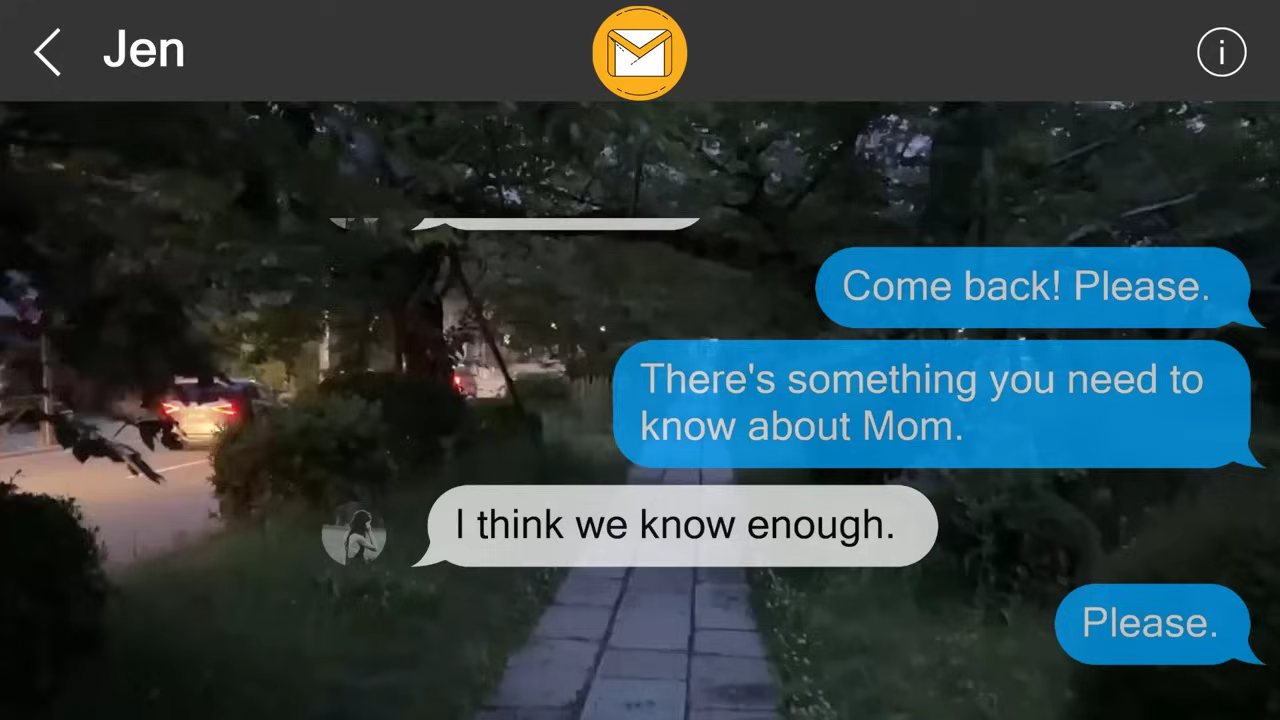 Jen
i
Come back! Please.
There's something you need to
know about Mom.
I think we know enough.
Please.